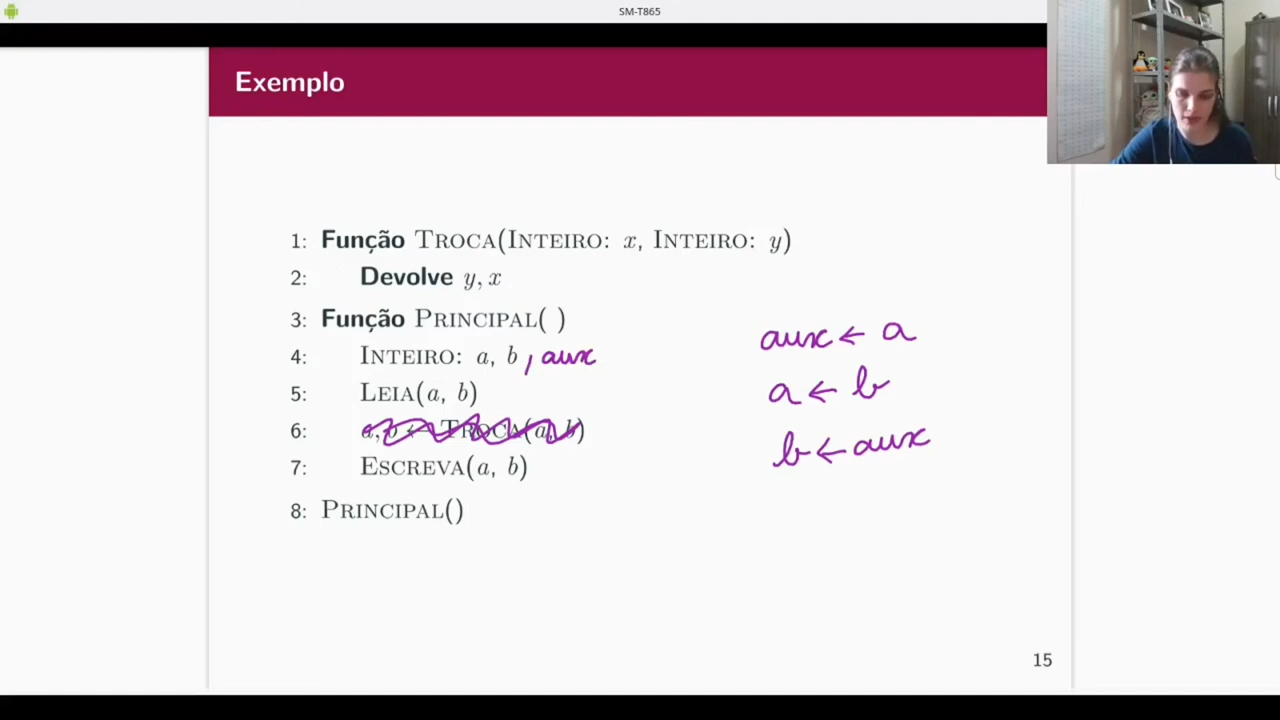 SM-T865
Exemplo
1: Função TROCA(INTEIRO: x, INTEIRO: y)
2: Devolve y, x
3: Função PRINCIPAL( )
4: INTEIRO: a, b , aux
5: LEIA(a, b)
6: a, b ← TROCA(a, b)
7: ESCREVA(a, b)
8: PRINCIPAL()
aux ← a
a ← b
b ← aux
15